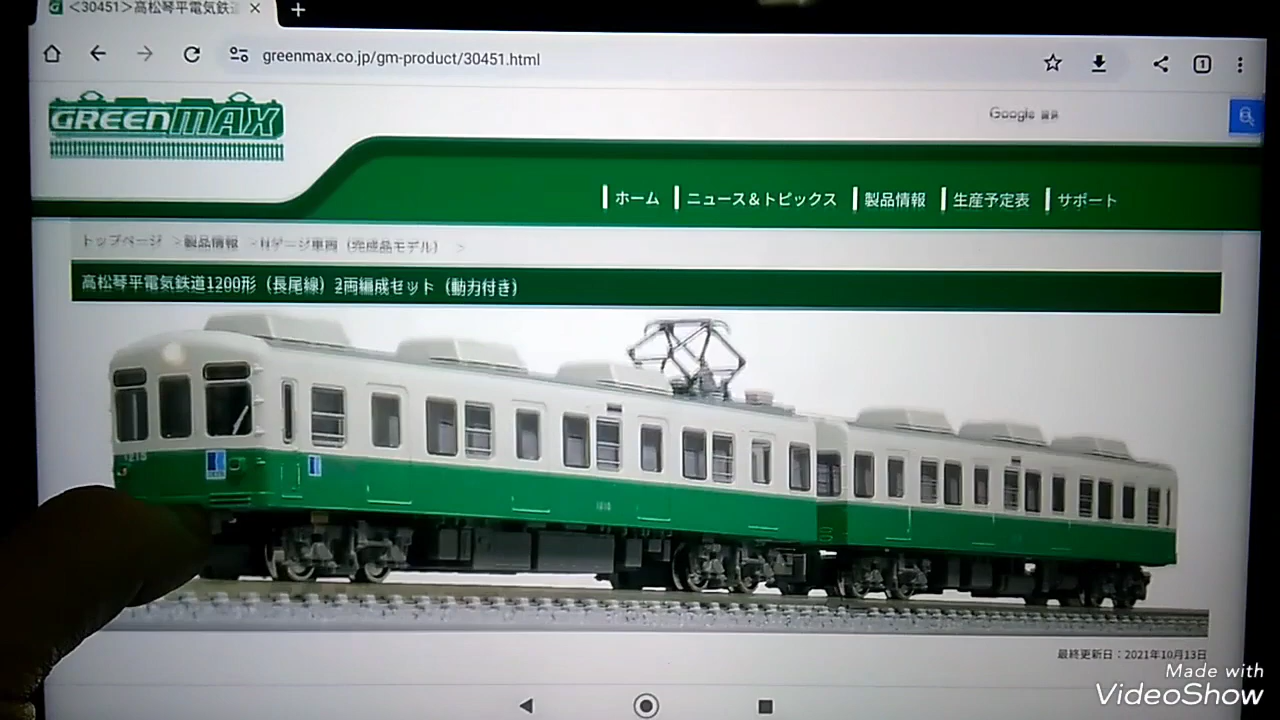 <30451>高松琴平電気鉄道
greenmax.co.jp/gm-product/30451.html
1
GREENMAX
Google 提供
ホーム
ニュース&トピックス
製品情報
生産予定表
サポート
トップページ > 製品情報 > Nゲージ車両（完成品モデル） >
高松琴平電気鉄道1200形（長尾線）2両編成セット（動力付き）
1215
最終更新日：2021年10月13日
Made with
VideoShow